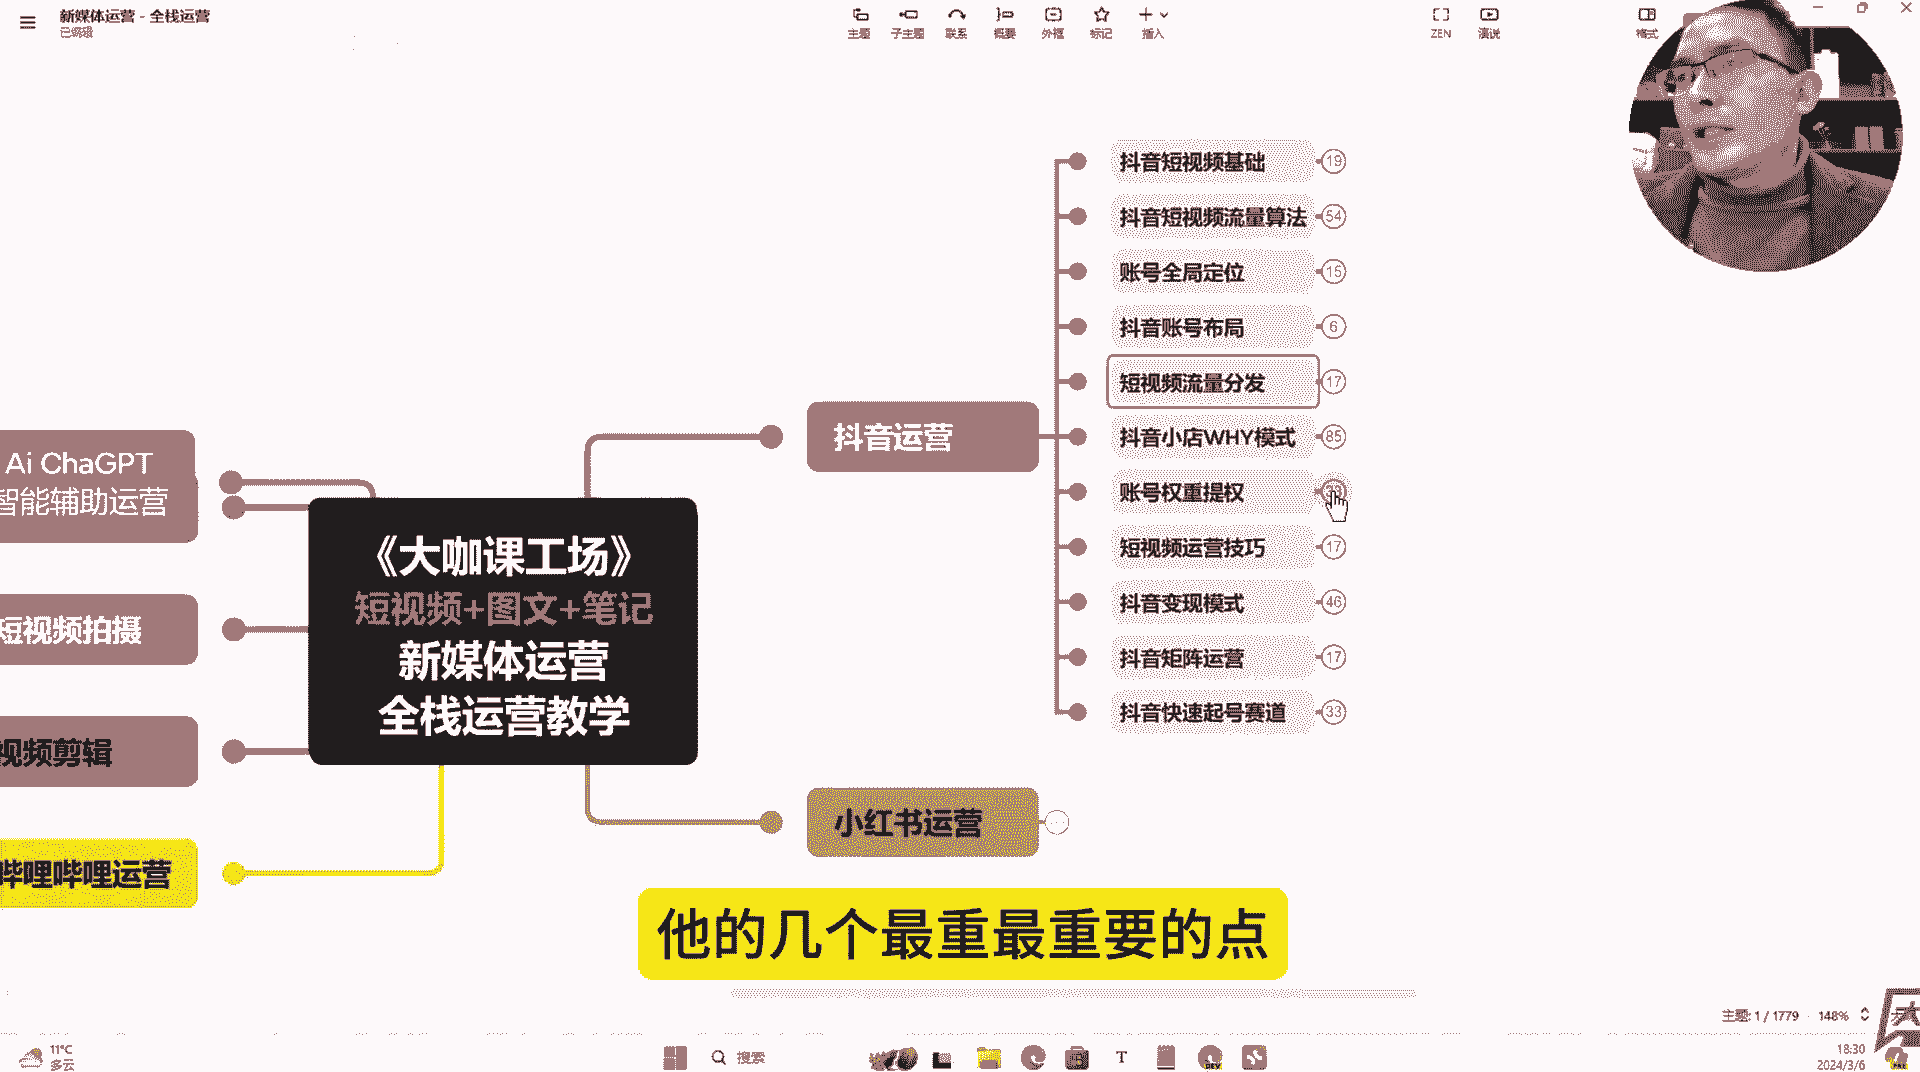 新媒体运营 - 全栈运营
已编辑
主题
子主题
联系
概要
外框
标记
插入
ZEN
演说
格式
抖音短视频基础
19
抖音短视频流量算法
54
账号全局定位
15
抖音账号布局
6
短视频流量分发
17
抖音小店WHY模式
85
账号权重提权
短视频运营技巧
17
抖音变现模式
46
抖音矩阵运营
17
抖音快速起号赛道
33
抖音运营
小红书运营
Ai ChaGPT
智能辅助运营
短视频拍摄
视频剪辑
哔哩哔哩运营
《大咖课工场》
短视频+图文+笔记
新媒体运营
全栈运营教学
他的几个最重最重要的点
主题: 1 / 1779 · 148%
大
11°C
多云
搜索
T
DEV
18:30
2024/3/6
PRE